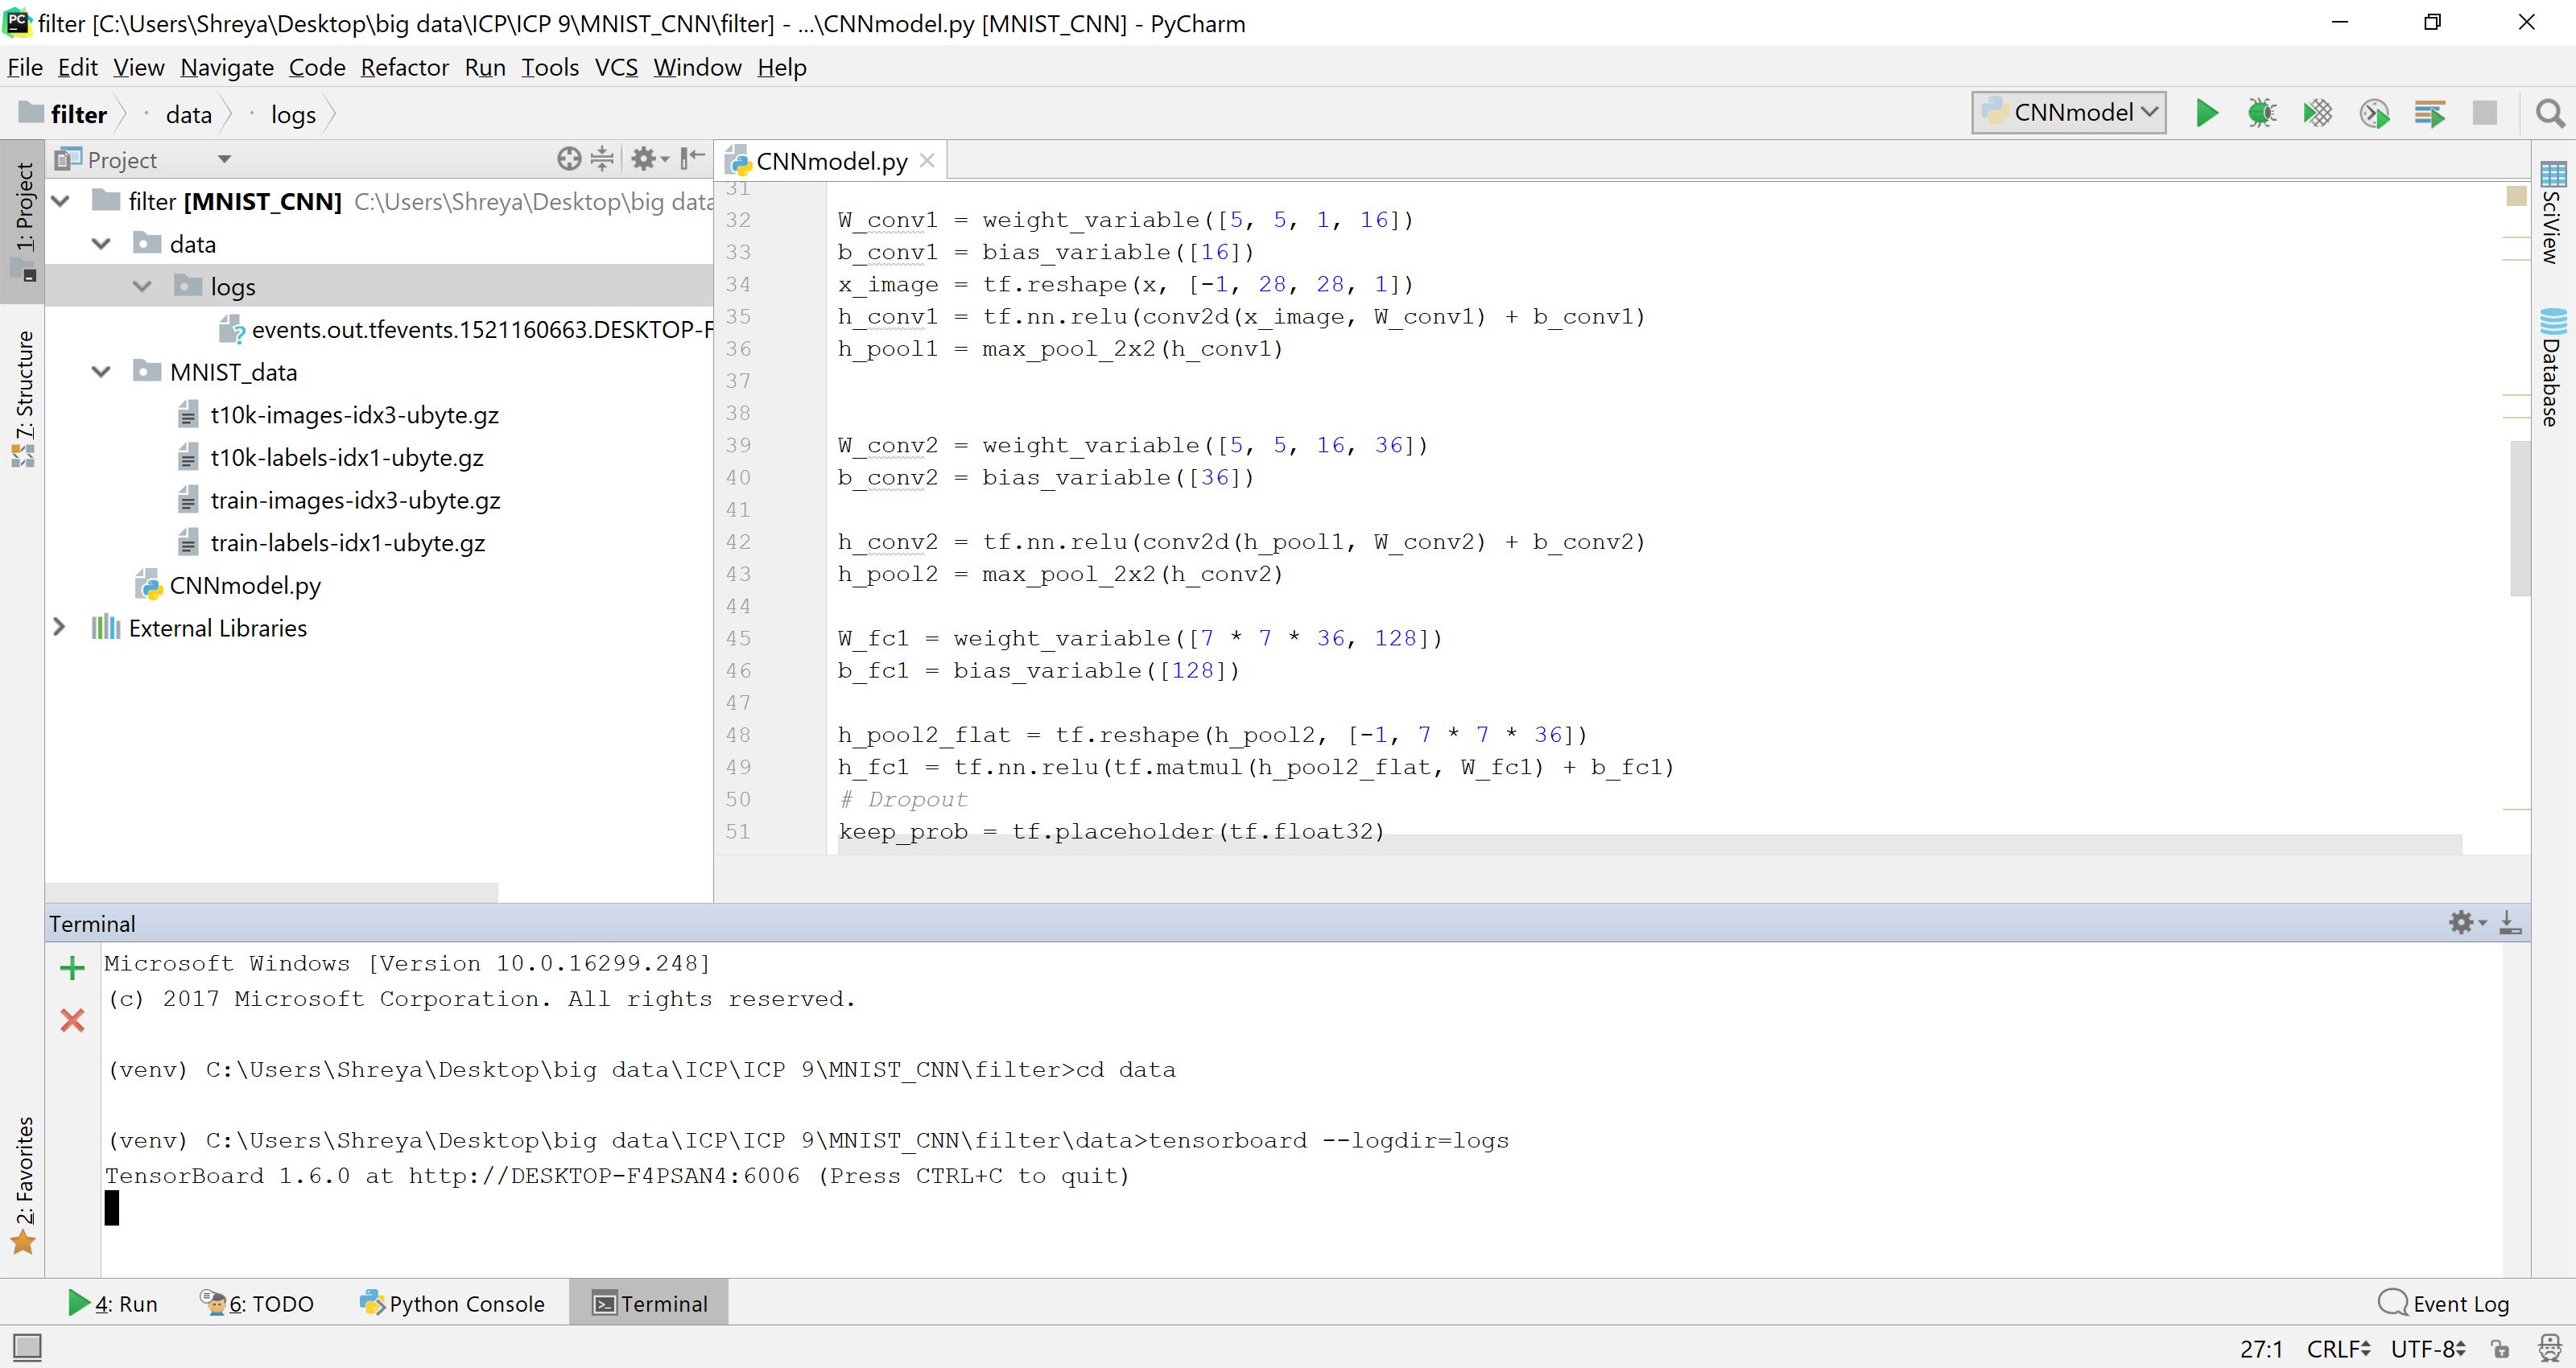 filter [C:\Users\Shreya\Desktop\big data\ICP\ICP 9\MNIST_CNN\filter] - ...\CNNmodel.py [MNIST_CNN] - PyCharm
File Edit View Navigate Code Refactor Run Tools VCS Window Help
filter data logs CNNmodel
1: Project
7: Structure
2: Favorites
Project
filter [MNIST_CNN] C:\Users\Shreya\Desktop\big data
data
logs
events.out.tfevents.1521160663.DESKTOP-F
MNIST_data
t10k-images-idx3-ubyte.gz
t10k-labels-idx1-ubyte.gz
train-images-idx3-ubyte.gz
train-labels-idx1-ubyte.gz
CNNmodel.py
External Libraries
CNNmodel.py
31
32 W_conv1 = weight_variable([5, 5, 1, 16])
33 b_conv1 = bias_variable([16])
34 x_image = tf.reshape(x, [-1, 28, 28, 1])
35 h_conv1 = tf.nn.relu(conv2d(x_image, W_conv1) + b_conv1)
36 h_pool1 = max_pool_2x2(h_conv1)
37
38
39 W_conv2 = weight_variable([5, 5, 16, 36])
40 b_conv2 = bias_variable([36])
41
42 h_conv2 = tf.nn.relu(conv2d(h_pool1, W_conv2) + b_conv2)
43 h_pool2 = max_pool_2x2(h_conv2)
44
45 W_fc1 = weight_variable([7 * 7 * 36, 128])
46 b_fc1 = bias_variable([128])
47
48 h_pool2_flat = tf.reshape(h_pool2, [-1, 7 * 7 * 36])
49 h_fc1 = tf.nn.relu(tf.matmul(h_pool2_flat, W_fc1) + b_fc1)
50 # Dropout
51 keep_prob = tf.placeholder(tf.float32)
SciView
Database
Terminal
Microsoft Windows [Version 10.0.16299.248]
(c) 2017 Microsoft Corporation. All rights reserved.
(venv) C:\Users\Shreya\Desktop\big data\ICP\ICP 9\MNIST_CNN\filter>cd data
(venv) C:\Users\Shreya\Desktop\big data\ICP\ICP 9\MNIST_CNN\filter\data>tensorboard --logdir=logs
TensorBoard 1.6.0 at http://DESKTOP-F4PSAN4:6006 (Press CTRL+C to quit)
4: Run 6: TODO Python Console Terminal Event Log
27:1 CRLF UTF-8